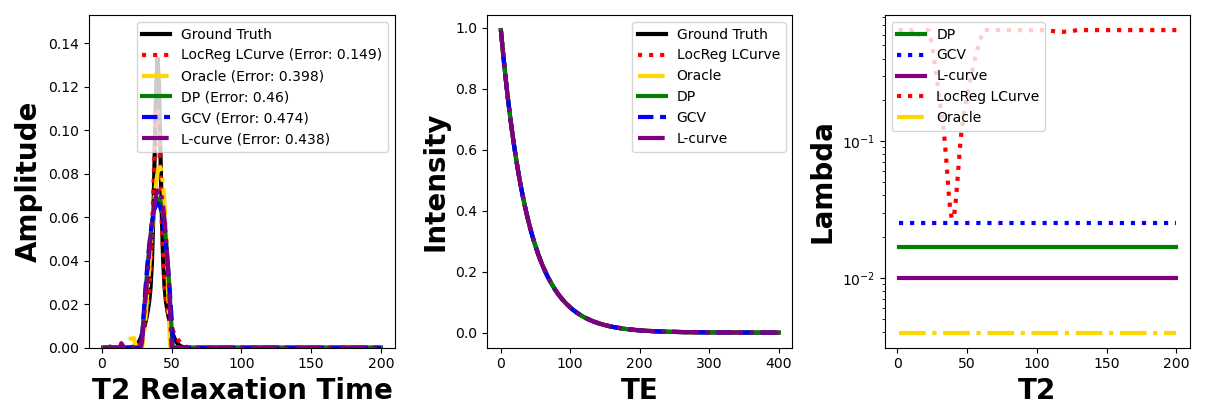 Amplitude
0.14
0.12
0.10
0.08
0.06
0.04
0.02
0.00
0
50
100
150
200
T2 Relaxation Time
Ground Truth
LocReg LCurve (Error: 0.149)
Oracle (Error: 0.398)
DP (Error: 0.46)
GCV (Error: 0.474)
L-curve (Error: 0.438)
Intensity
1.0
0.8
0.6
0.4
0.2
0.0
0
100
200
300
400
TE
Ground Truth
LocReg LCurve
Oracle
DP
GCV
L-curve
Lambda
10⁻¹
10⁻²
0
50
100
150
200
T2
DP
GCV
L-curve
LocReg LCurve
Oracle